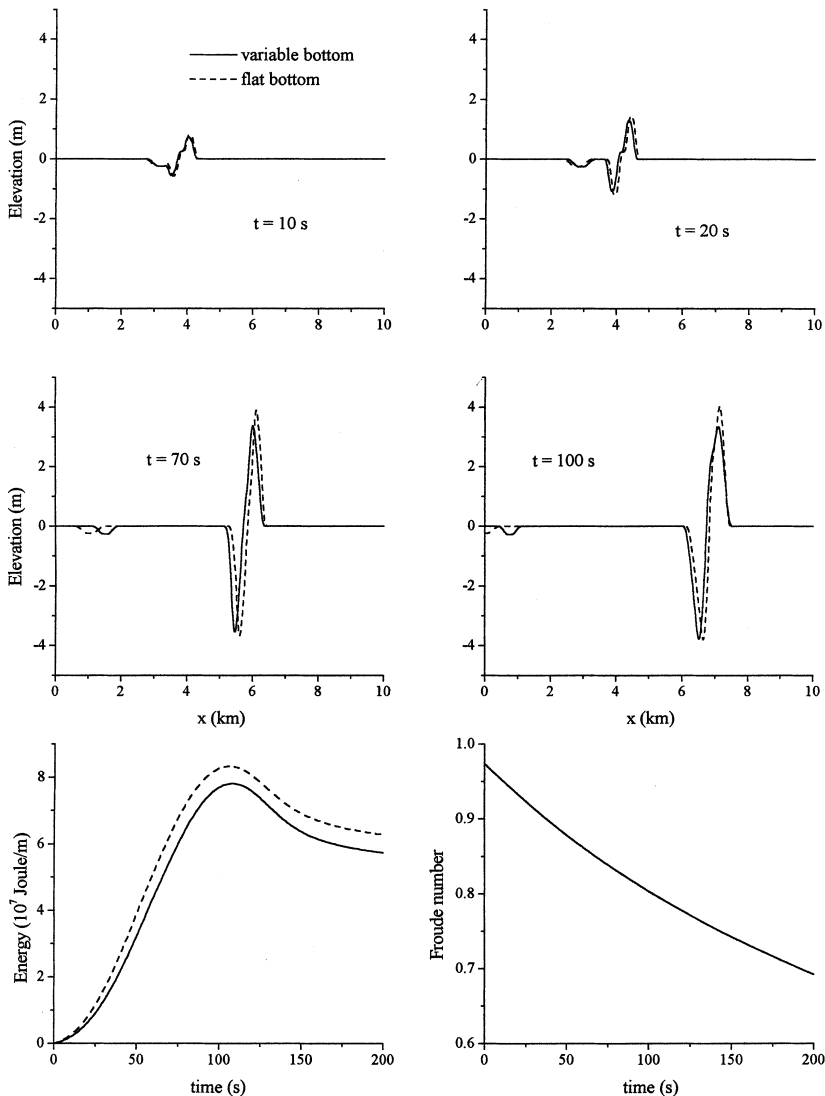 4
2
0
-2
-4
Elevation (m)
variable bottom
flat bottom
t = 10 s
0 2 4 6 8 10
4
2
0
-2
-4
t = 20 s
0 2 4 6 8 10
4
2
0
-2
-4
Elevation (m)
t = 70 s
0 2 4 6 8 10
x (km)
4
2
0
-2
-4
t = 100 s
0 2 4 6 8 10
x (km)
8
6
4
2
0
Energy (10⁷ Joule/m)
0 50 100 150 200
time (s)
1.0
0.9
0.8
0.7
0.6
Froude number
0 50 100 150 200
time (s)